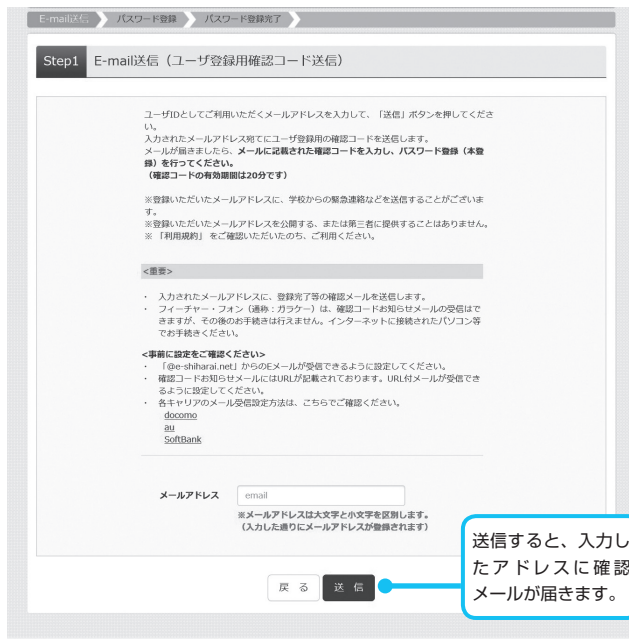 E-mail送信 パスワード登録 パスワード登録完了
Step1 E-mail送信（ユーザ登録用確認コード送信）
ユーザIDとしてご利用いただくメールアドレスを入力して、「送信」ボタンを押してくださ
い。
入力されたメールアドレス宛てにユーザ登録用の確認コードを送信します。
メールが届きましたら、メールに記載された確認コードを入力し、パスワード登録（本登
録）を行ってください。
（確認コードの有効期間は20分です）
※登録いただいたメールアドレスに、学校からの緊急連絡などを送信することがございま
す。
※登録いただいたメールアドレスを公開する、または第三者に提供することはありません。
※「利用規約」 をご確認いただいたのち、ご利用ください。
<重要>
・ 入力されたメールアドレスに、登録完了等の確認メールを送信します。
・ フィーチャー・フォン（通称：ガラケー）は、確認コードお知らせメールの受信はで
きますが、その後のお手続きは行えません。インターネットに接続されたパソコン等
でお手続きください。
<事前に設定をご確認ください>
・ 「@e-shiharai.net」からのEメールが受信できるように設定してください。
・ 確認コードお知らせメールにはURLが記載されております。URL付メールが受信でき
るように設定してください。
・ 各キャリアのメール受信設定方法は、こちらでご確認ください。
docomo
au
SoftBank
メールアドレス email
※メールアドレスは大文字と小文字を区別します。
（入力した通りにメールアドレスが登録されます）
戻 る 送 信
送信すると、入力し
たアドレスに確認
メールが届きます。